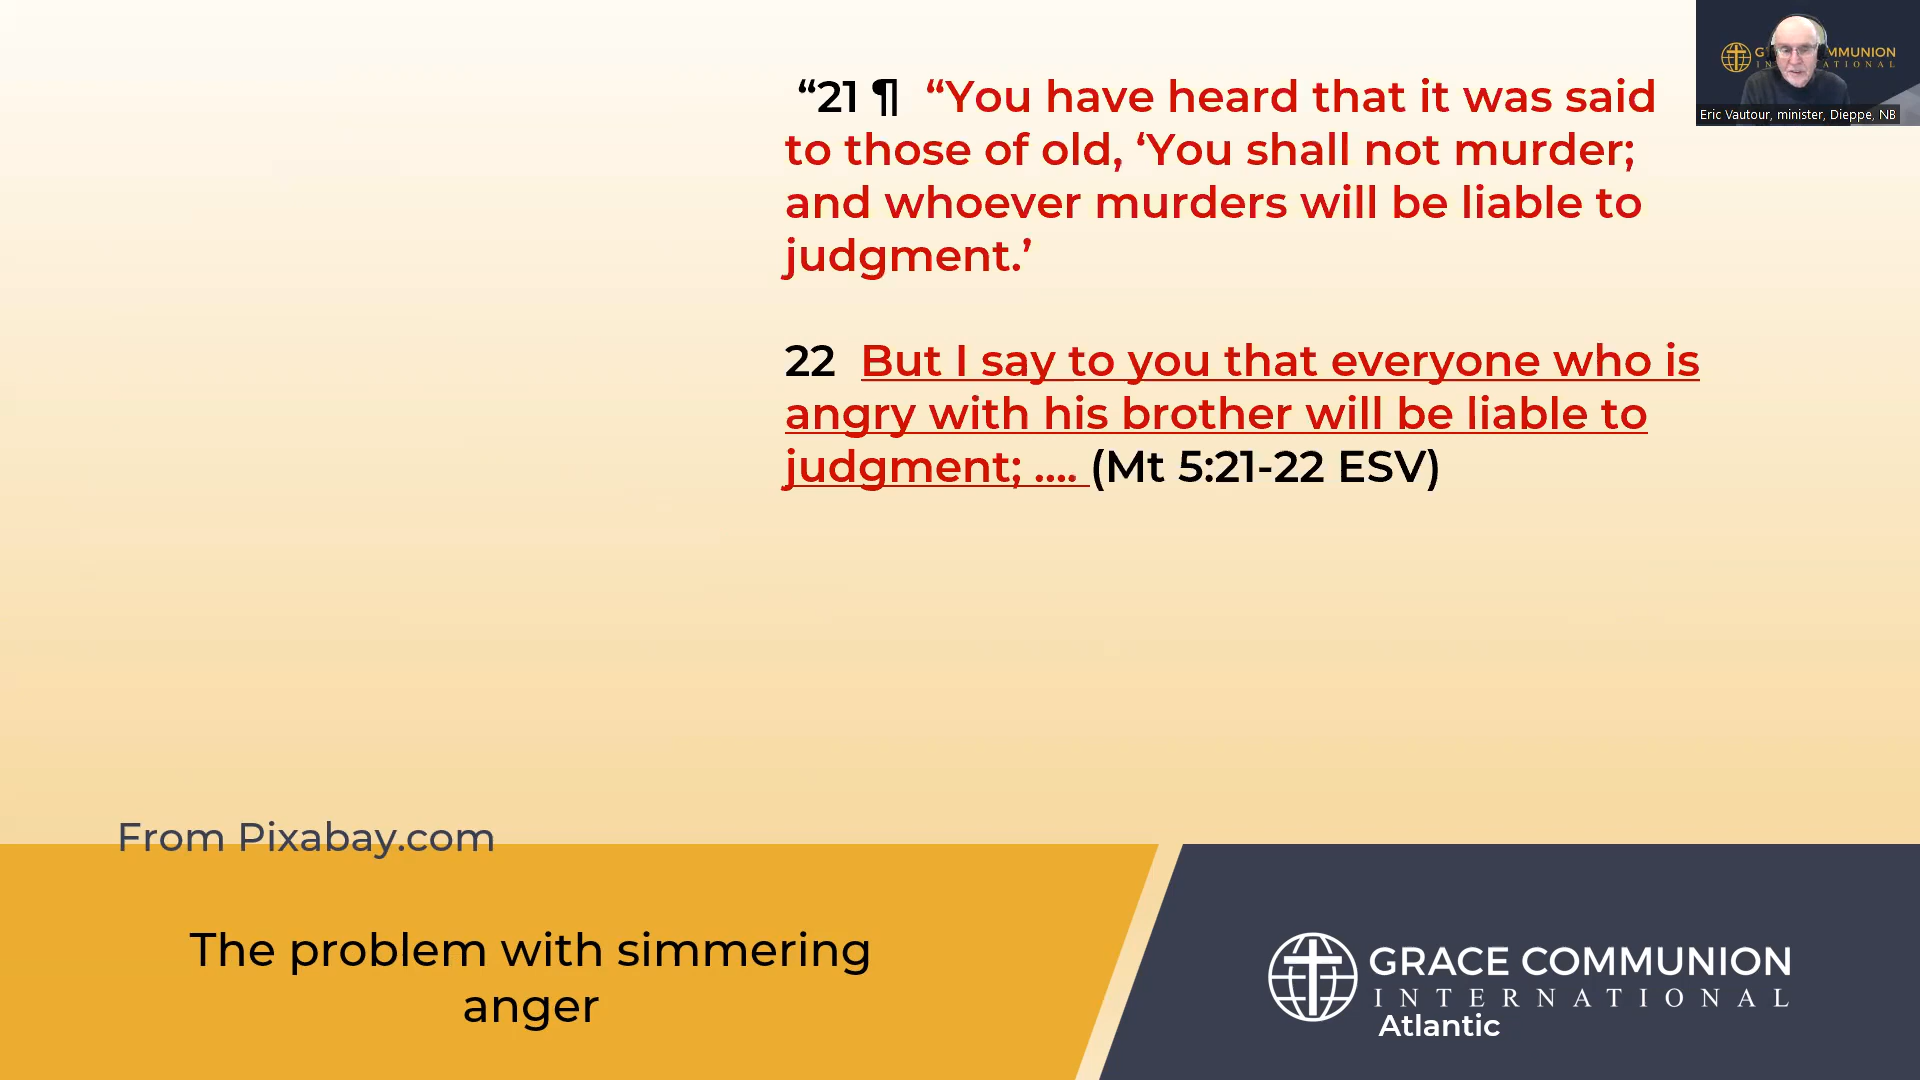 “21 ¶ “You have heard that it was said
to those of old, ‘You shall not murder;
and whoever murders will be liable to
judgment.’
22 But I say to you that everyone who is
angry with his brother will be liable to
judgment; .... (Mt 5:21-22 ESV)
Eric Vautour, minister, Dieppe, NB
From Pixabay.com
The problem with simmering
anger
GRACE COMMUNION
INTERNATIONAL
Atlantic